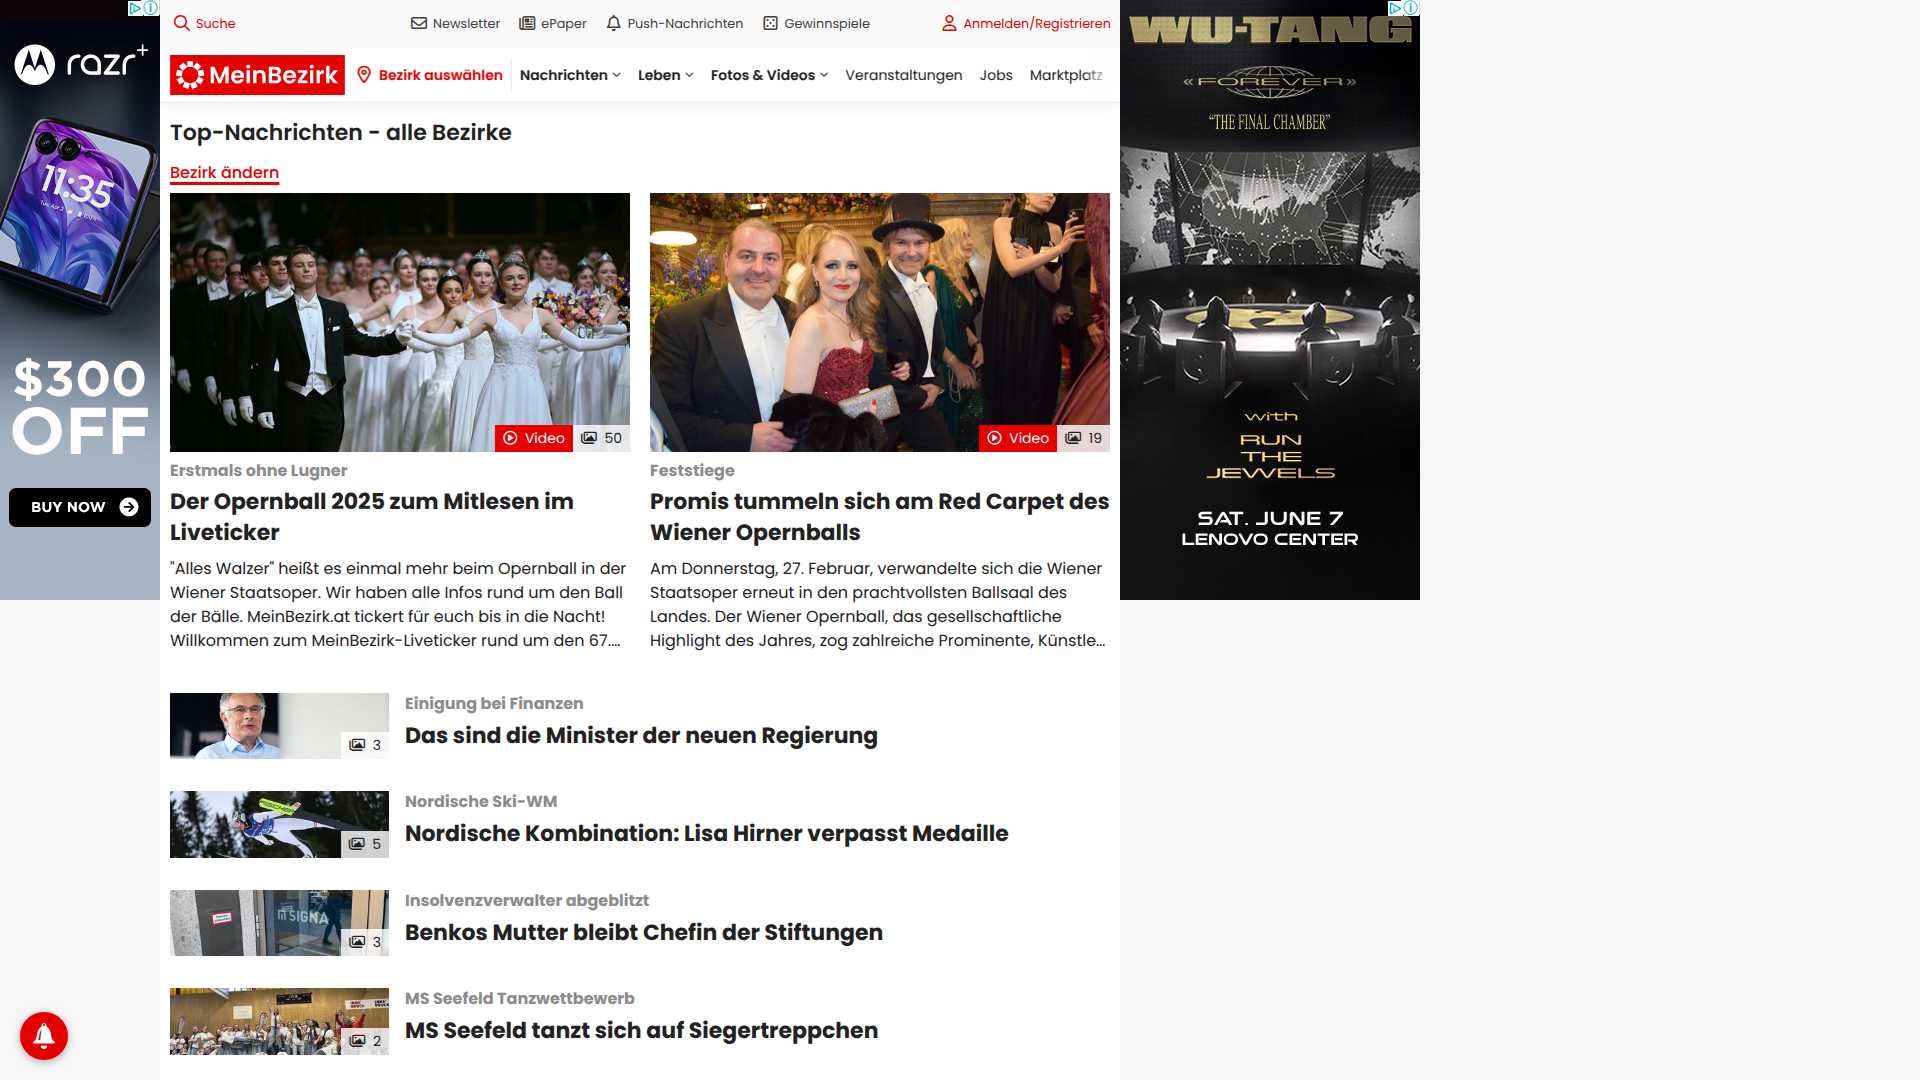 Suche
Newsletter
ePaper
Push-Nachrichten
Gewinnspiele
Anmelden/Registrieren
MeinBezirk
Bezirk auswählen
Nachrichten
Leben
Fotos & Videos
Veranstaltungen
Jobs
Marktplatz
Top-Nachrichten - alle Bezirke
Bezirk ändern
Video
50
Erstmals ohne Lugner
Der Opernball 2025 zum Mitlesen im
Liveticker
"Alles Walzer" heißt es einmal mehr beim Opernball in der
Wiener Staatsoper. Wir haben alle Infos rund um den Ball
der Bälle. MeinBezirk.at tickert für euch bis in die Nacht!
Willkommen zum MeinBezirk-Liveticker rund um den 67....
Video
19
Feststiege
Promis tummeln sich am Red Carpet des
Wiener Opernballs
Am Donnerstag, 27. Februar, verwandelte sich die Wiener
Staatsoper erneut in den prachtvollsten Ballsaal des
Landes. Der Wiener Opernball, das gesellschaftliche
Highlight des Jahres, zog zahlreiche Prominente, Künstle...
3
Einigung bei Finanzen
Das sind die Minister der neuen Regierung
FISCHER
5
Nordische Ski-WM
Nordische Kombination: Lisa Hirner verpasst Medaille
SIGNA
3
Insolvenzverwalter abgeblitzt
Benkos Mutter bleibt Chefin der Stiftungen
2
MS Seefeld Tanzwettbewerb
MS Seefeld tanzt sich auf Siegertreppchen
razr+
11:35
$300
OFF
BUY NOW
WU-TANG
«FOREVER»
"THE FINAL CHAMBER"
with
RUN
THE
JEWELS
SAT. JUNE 7
LENOVO CENTER